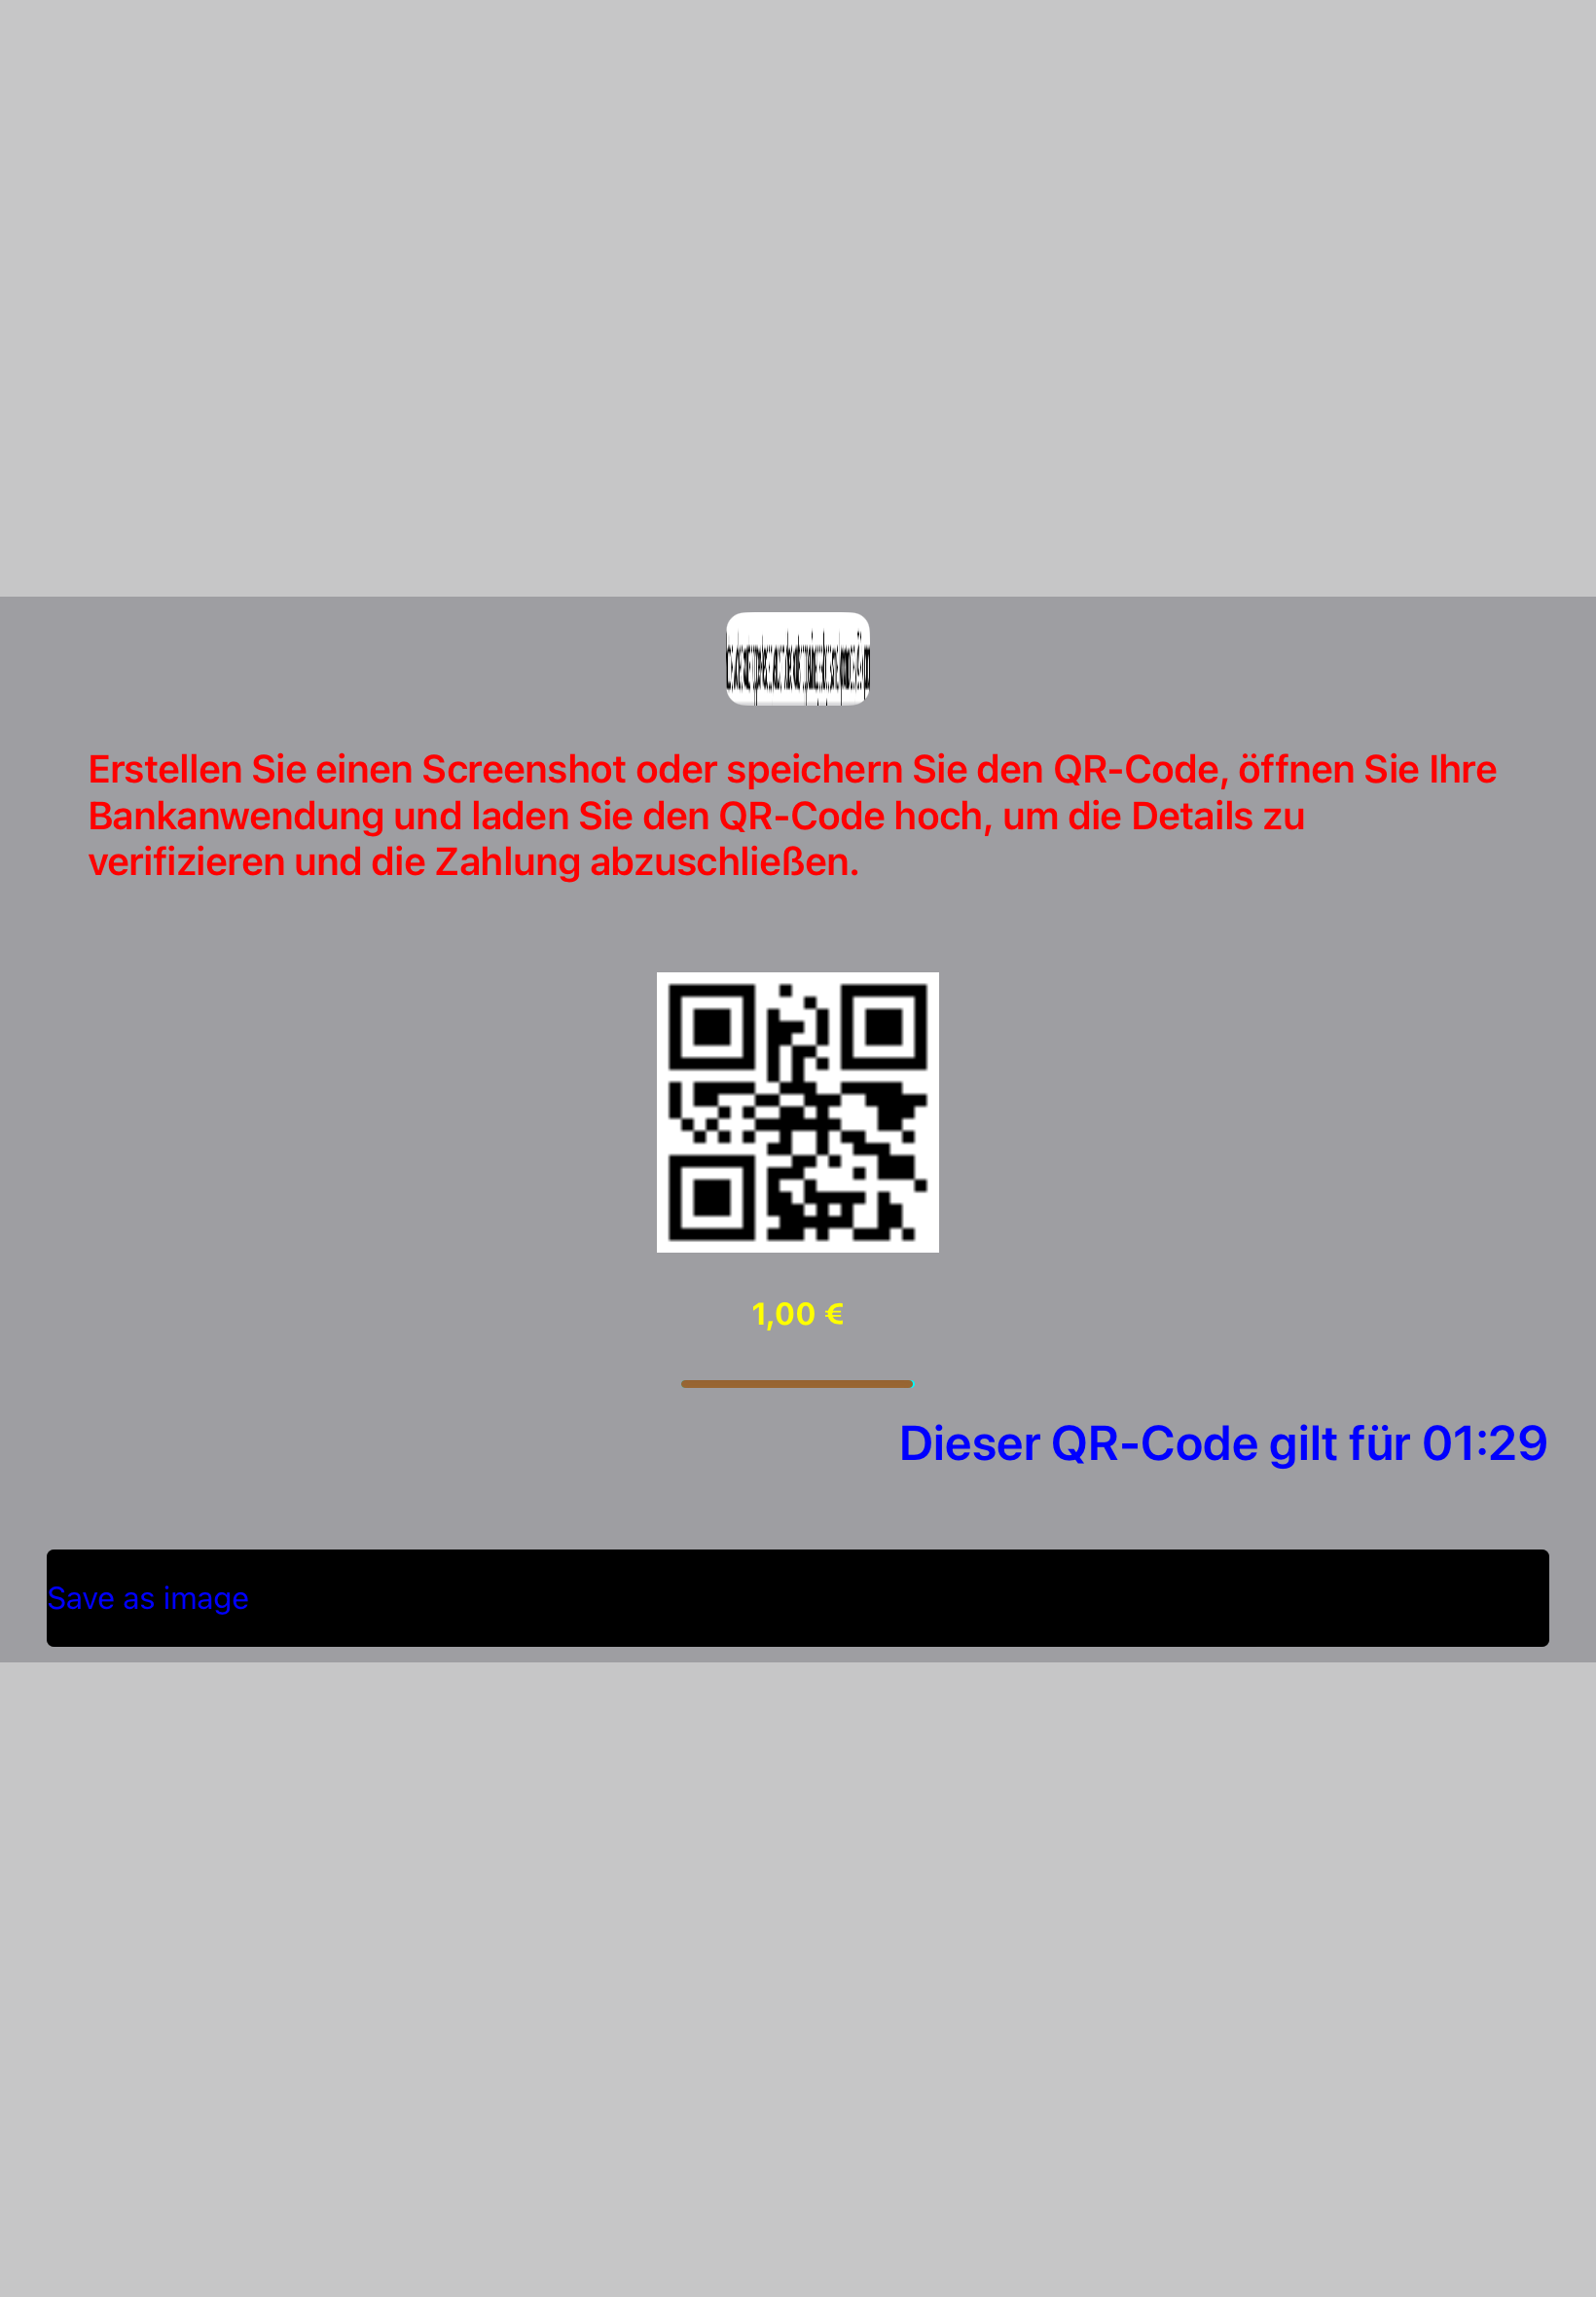 Erstellen Sie einen Screenshot oder speichern Sie den QR-Code, öffnen Sie Ihre
Bankanwendung und laden Sie den QR-Code hoch, um die Details zu
verifizieren und die Zahlung abzuschließen.
1,00 €
Dieser QR-Code gilt für 01:29
Save as image